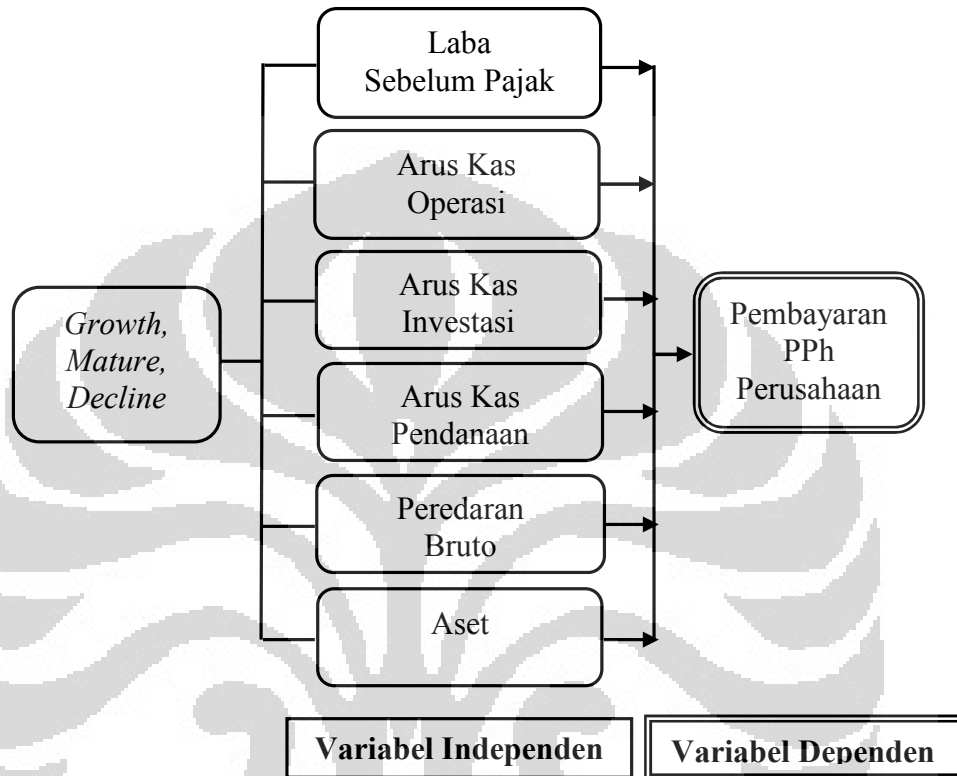 Laba
Sebelum Pajak
Arus Kas
Operasi
Arus Kas
Investasi
Growth,
Mature,
Decline
Pembayaran
PPh
Perusahaan
Arus Kas
Pendanaan
Peredaran
Bruto
Aset
Variabel Independen
Variabel Dependen